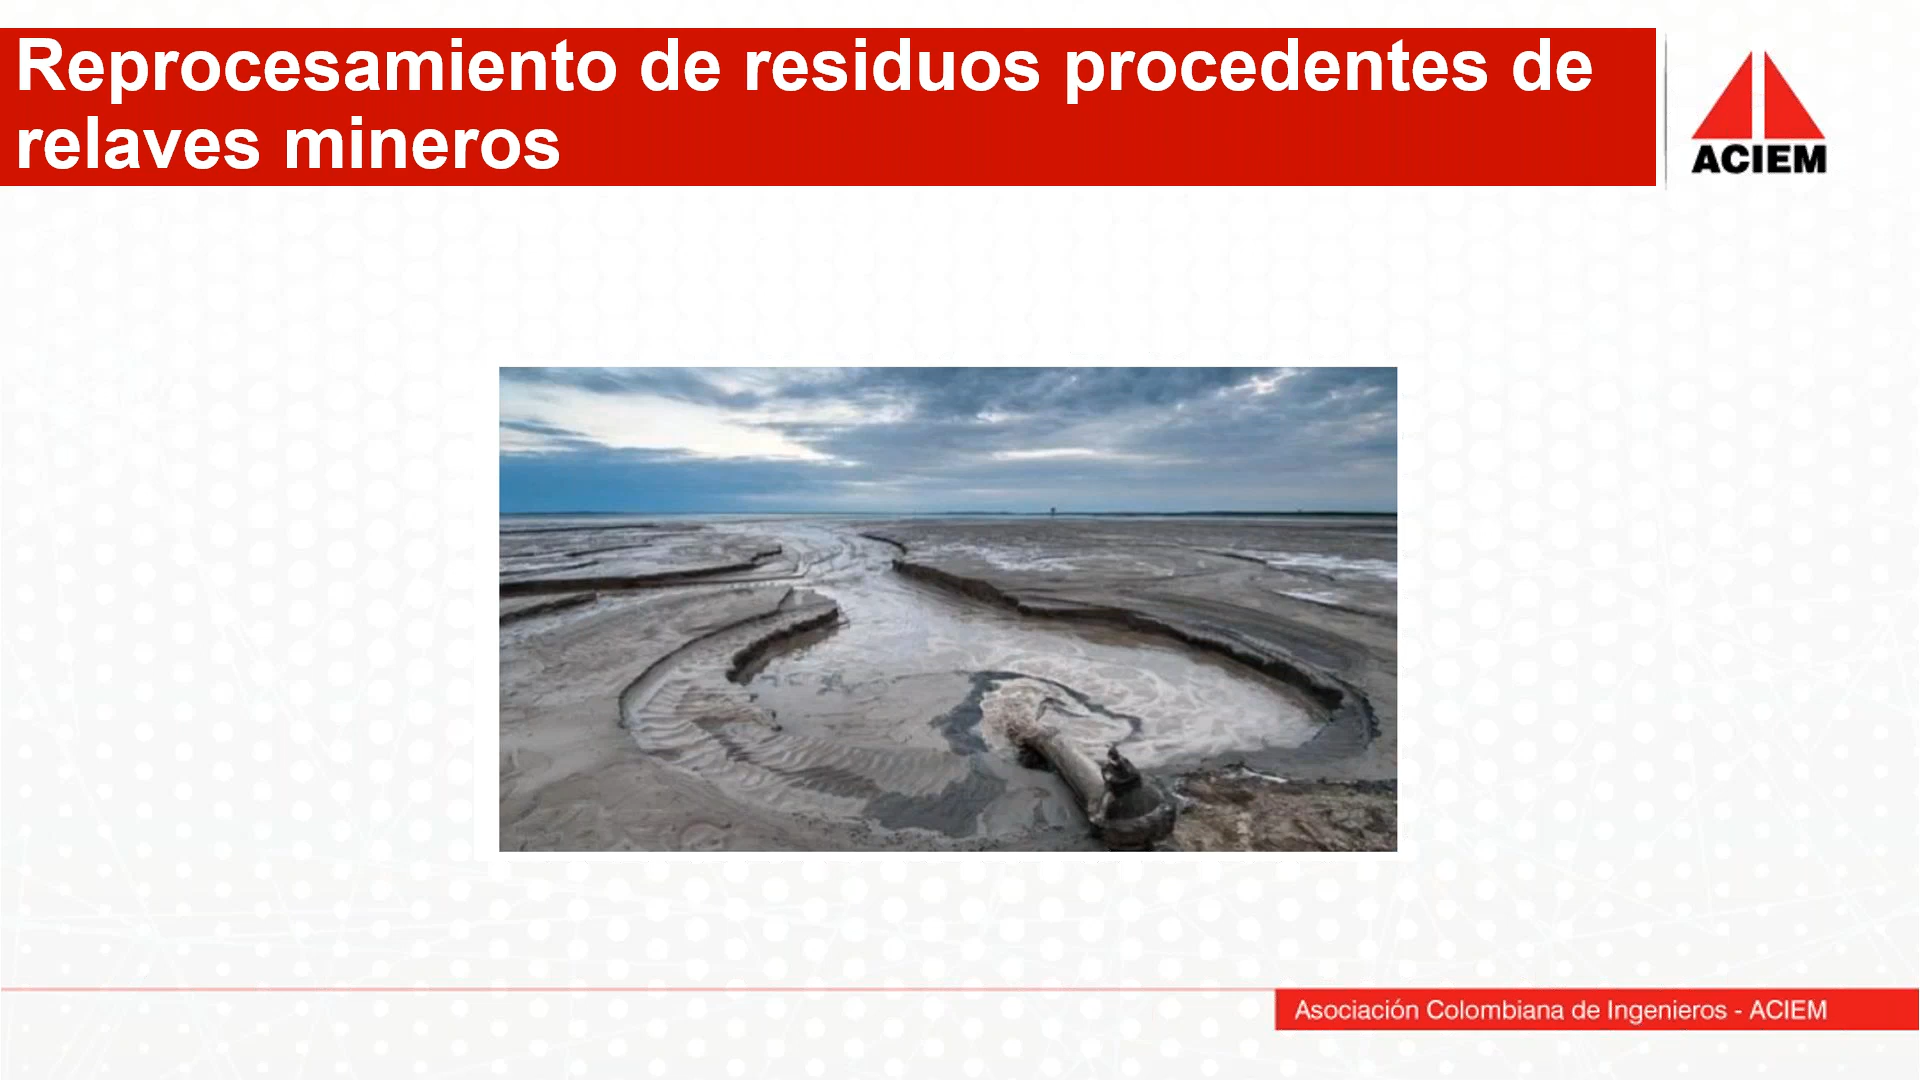 Reprocesamiento de residuos procedentes de
relaves mineros
ACIEM
Asociación Colombiana de Ingenieros - ACIEM